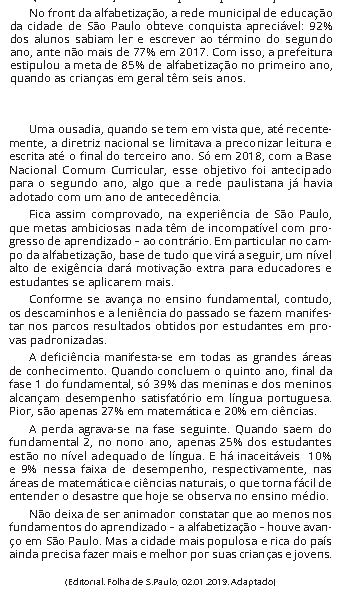 No front da alfabetização, a rede municipal de educação
da cidade de São Paulo obteve conquista apreciável: 92%
dos alunos sabiam ler e escrever ao término do segundo
ano, ante não mais de 77% em 2017. Com isso, a prefeitura
estipulou a meta de 85% de alfabetização no primeiro ano,
quando as crianças em geral têm seis anos.
Uma ousadia, quando se tem em vista que, até recente-
mente, a diretriz nacional se limitava a preconizar leitura e
escrita até o final do terceiro ano. Só em 2018, com a Base
Nacional Comum Curricular, esse objetivo foi antecipado
para o segundo ano, algo que a rede paulistana já havia
adotado com um ano de antecedência.
Fica assim comprovado, na experiência de São Paulo,
que metas ambiciosas nada têm de incompatível com pro-
gresso de aprendizado – ao contrário. Em particular no cam-
po da alfabetização, base de tudo que virá a seguir, um nível
alto de exigência dará motivação extra para educadores e
estudantes se aplicarem mais.
Conforme se avança no ensino fundamental, contudo,
os descaminhos e a leniência do passado se fazem manifes-
tar nos parcos resultados obtidos por estudantes em pro-
vas padronizadas.
A deficiência manifesta-se em todas as grandes áreas
de conhecimento. Quando concluem o quinto ano, final da
fase 1 do fundamental, só 39% das meninas e dos meninos
alcançam desempenho satisfatório em língua portuguesa.
Pior, são apenas 27% em matemática e 20% em ciências.
A perda agrava-se na fase seguinte. Quando saem do
fundamental 2, no nono ano, apenas 25% dos estudantes
estão no nível adequado de língua. E há inaceitáveis 10%
e 9% nessa faixa de desempenho, respectivamente, nas
áreas de matemática e ciências naturais, o que torna fácil de
entender o desastre que hoje se observa no ensino médio.
Não deixa de ser animador constatar que ao menos nos
fundamentos do aprendizado – a alfabetização – houve avan-
ço em São Paulo. Mas a cidade mais populosa e rica do país
ainda precisa fazer mais e melhor por suas crianças e jovens.
(Editorial. Folha de S.Paulo, 02.01.2019. Adaptado)